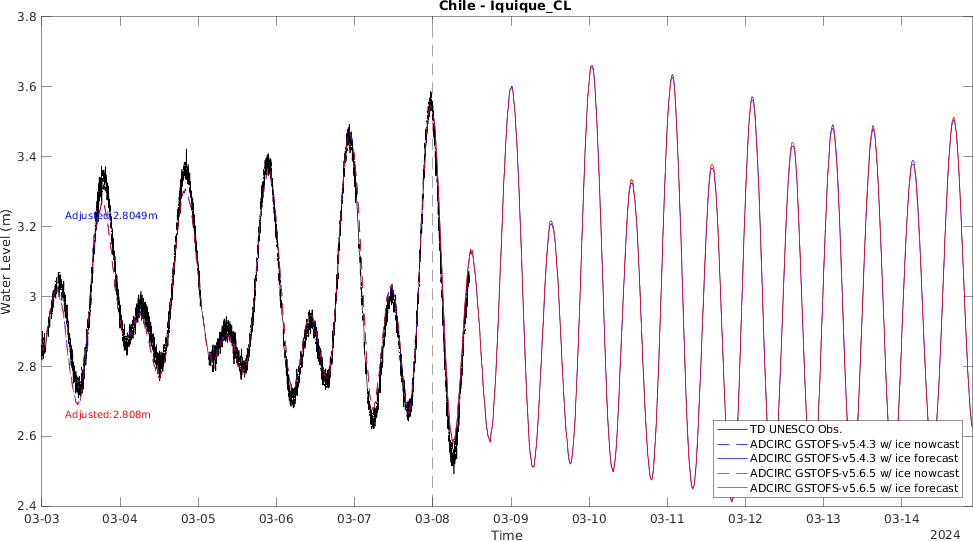 Chile - Iquique_CL
3.8
3.6
3.4
3.2
3
2.8
2.6
2.4
Water Level (m)
Adjusted:2.8049m
Adjusted:2.808m
TD UNESCO Obs.
ADCIRC GSTOFS-v5.4.3 w/ ice nowcast
ADCIRC GSTOFS-v5.4.3 w/ ice forecast
ADCIRC GSTOFS-v5.6.5 w/ ice nowcast
ADCIRC GSTOFS-v5.6.5 w/ ice forecast
03-03 03-04 03-05 03-06 03-07 03-08 03-09 03-10 03-11 03-12 03-13 03-14
Time
2024